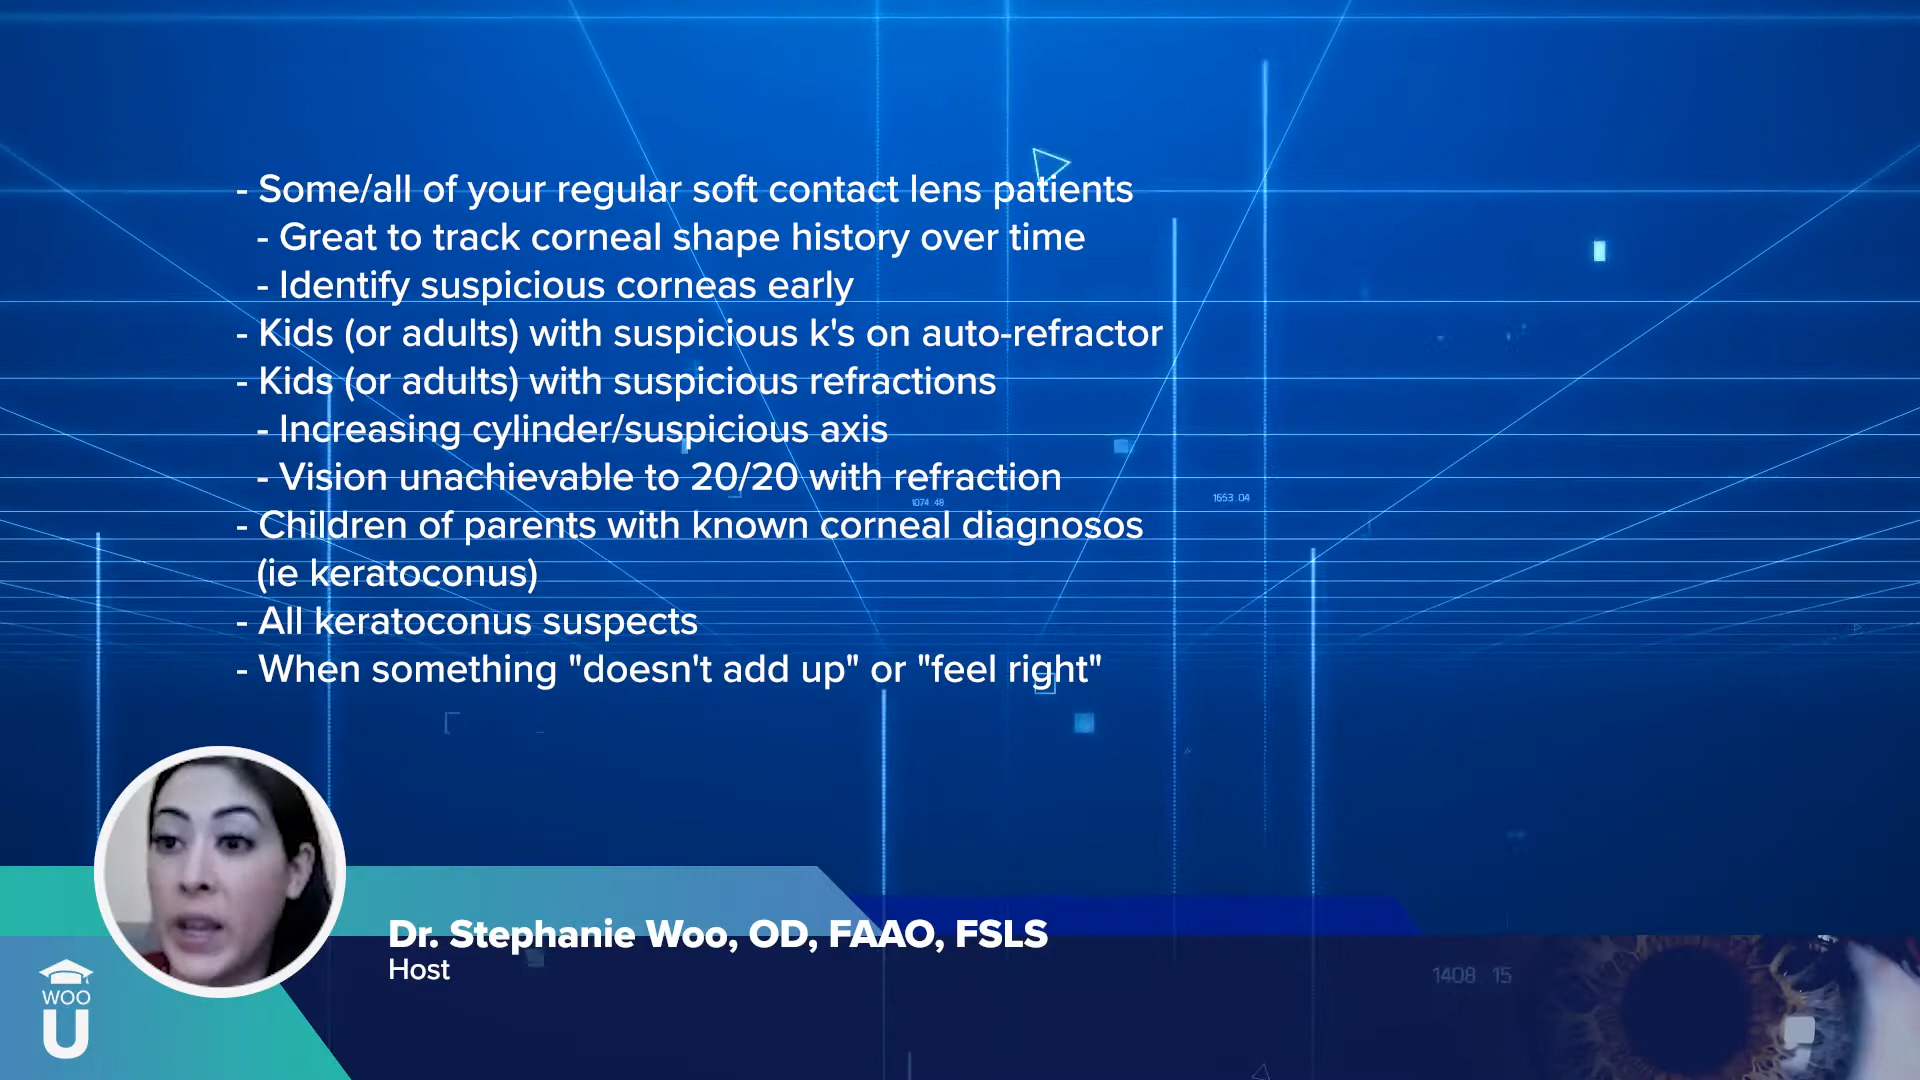 - Some/all of your regular soft contact lens patients
- Great to track corneal shape history over time
- Identify suspicious corneas early
- Kids (or adults) with suspicious k's on auto-refractor
- Kids (or adults) with suspicious refractions
- Increasing cylinder/suspicious axis
- Vision unachievable to 20/20 with refraction
1074 .48
1653 04
- Children of parents with known corneal diagnosos
(ie keratoconus)
- All keratoconus suspects
- When something "doesn't add up" or "feel right"
Dr. Stephanie Woo, OD, FAAO, FSLS
Host
1408 15
WOO
U